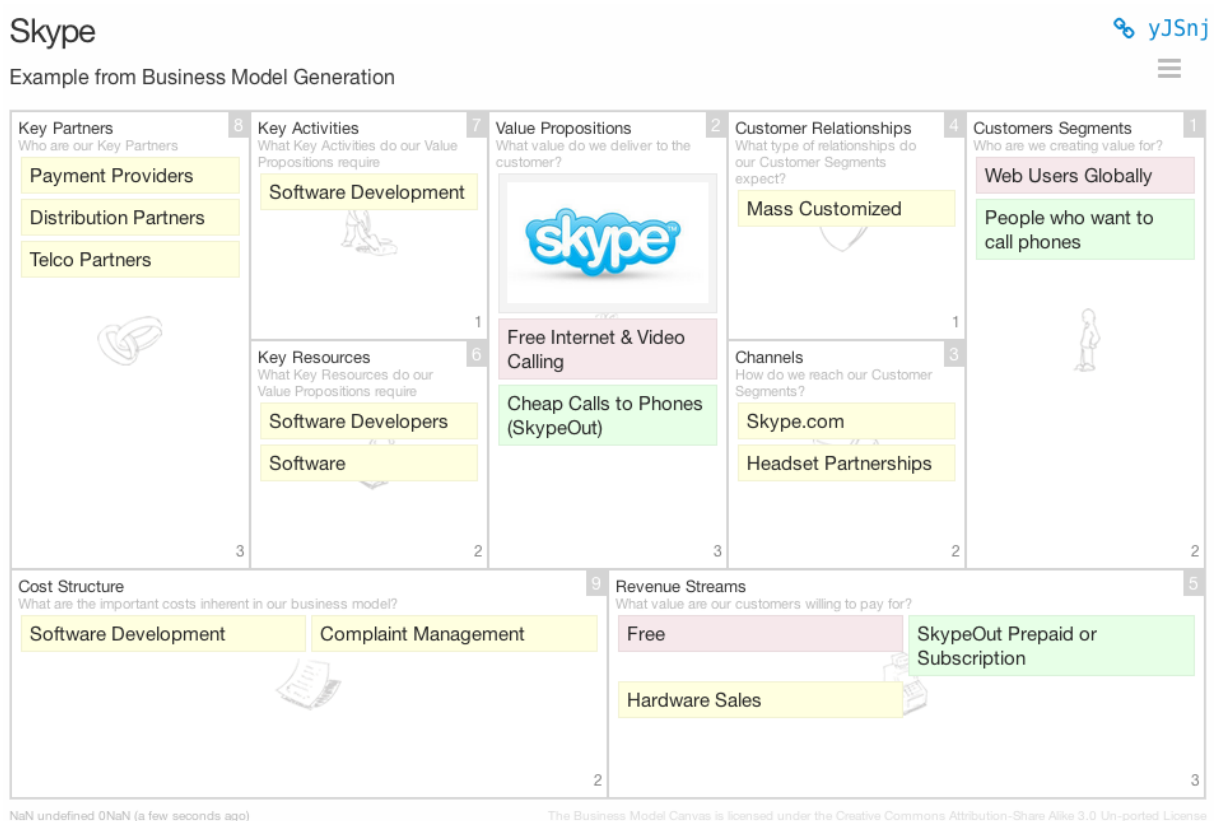 Skype
yJSnj
Example from Business Model Generation
Key Partners
8
Who are our Key Partners
Payment Providers
Distribution Partners
Telco Partners
3
Key Activities
7
What Key Activities do our Value
Propositions require
Software Development
1
Key Resources
6
What Key Resources do our
Value Propositions require
Software Developers
Software
2
Value Propositions
2
What value do we deliver to the
customer?
skype™
Free Internet & Video
Calling
Cheap Calls to Phones
(SkypeOut)
3
Customer Relationships
4
What type of relationships do
our Customer Segments
expect?
Mass Customized
1
Channels
3
How do we reach our Customer
Segments?
Skype.com
Headset Partnerships
2
Customers Segments
1
Who are we creating value for?
Web Users Globally
People who want to
call phones
2
Cost Structure
9
What are the important costs inherent in our business model?
Software Development
Complaint Management
2
Revenue Streams
5
What value are our customers willing to pay for?
Free
SkypeOut Prepaid or
Subscription
Hardware Sales
3
NaN undefined 0NaN (a few seconds ago)
The Business Model Canvas is licensed under the Creative Commons Attribution-Share Alike 3.0 Un-ported License